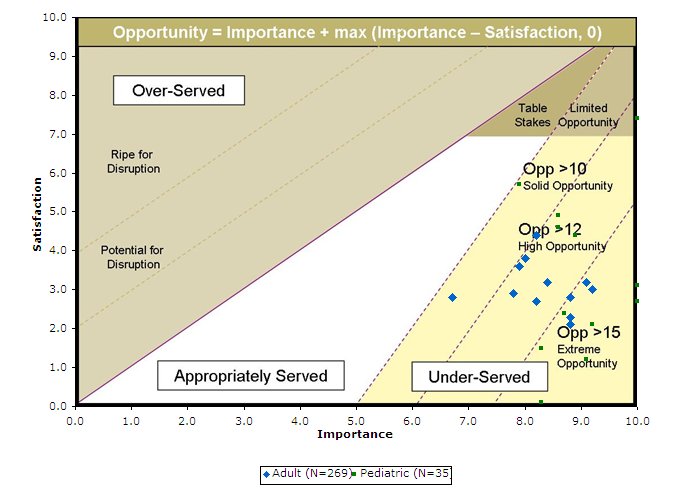 Opportunity = Importance + max (Importance – Satisfaction, 0)
10.0
9.0
8.0
7.0
6.0
5.0
4.0
3.0
2.0
1.0
0.0
Satisfaction
Over-Served
Table
Stakes
Limited
Opportunity
Ripe for
Disruption
Opp >10
Solid Opportunity
Opp >12
High Opportunity
Potential for
Disruption
Opp >15
Extreme
Opportunity
Appropriately Served
Under-Served
0.0 1.0 2.0 3.0 4.0 5.0 6.0 7.0 8.0 9.0 10.0
Importance
Adult (N=269) Pediatric (N=35)